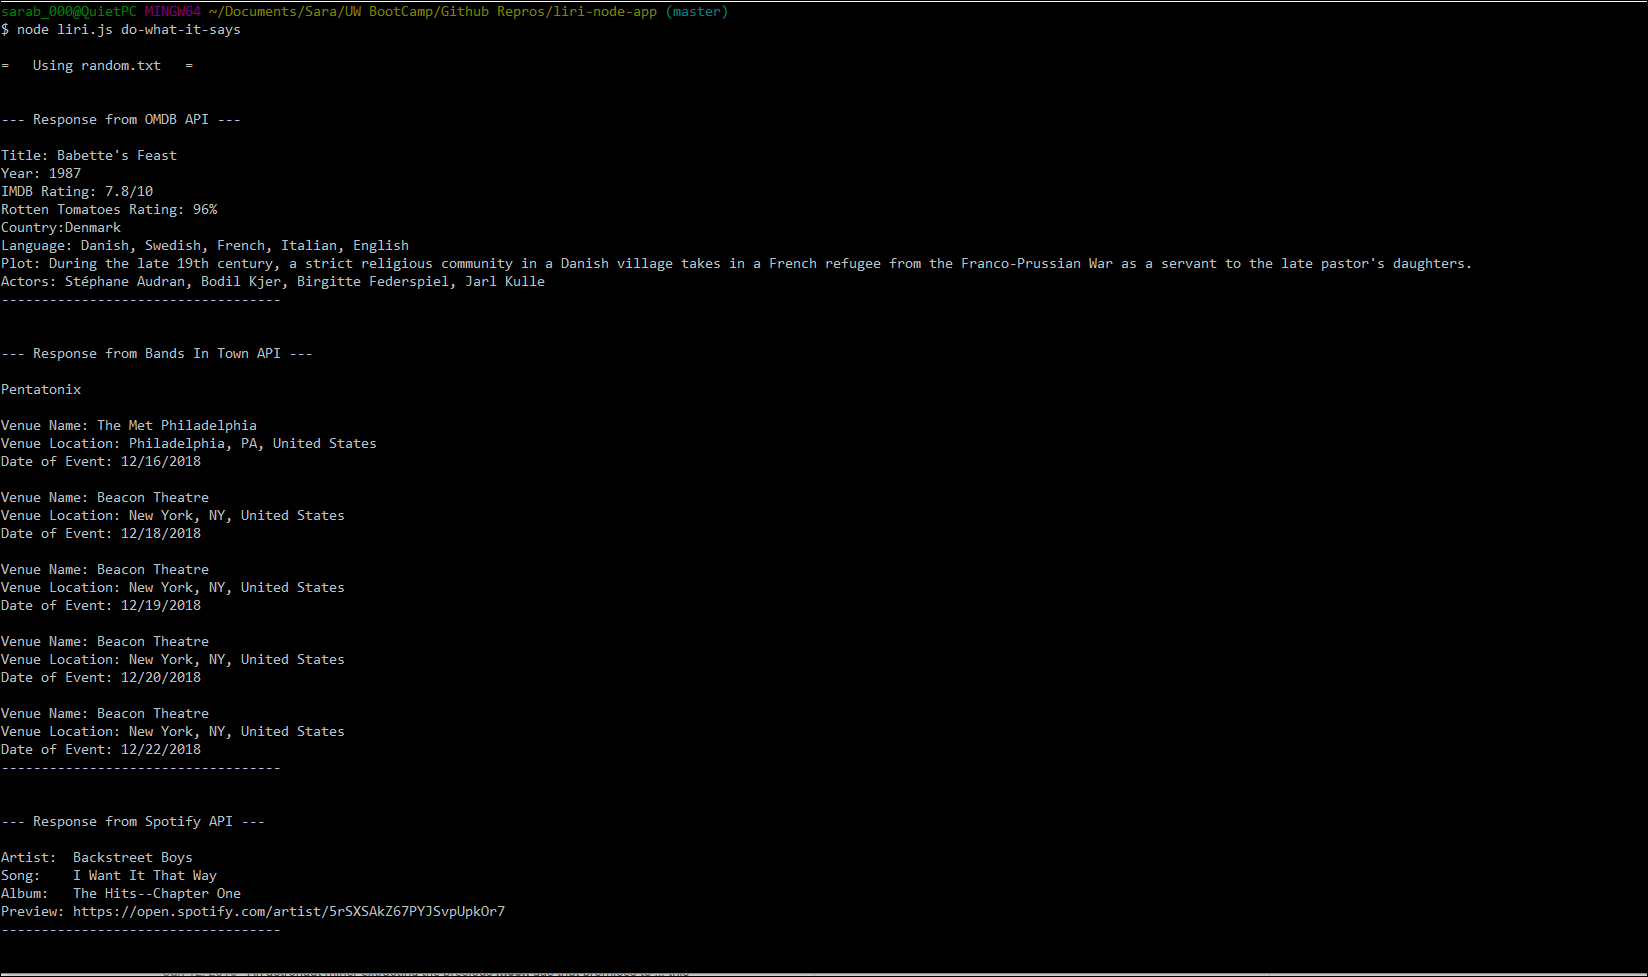 sarab_000@QuietPC MINGW64 ~/Documents/Sara/UW BootCamp/Github Repros/liri-node-app (master)
$ node liri.js do-what-it-says
=   Using random.txt   =
--- Response from OMDB API ---
Title: Babette's Feast
Year: 1987
IMDB Rating: 7.8/10
Rotten Tomatoes Rating: 96%
Country:Denmark
Language: Danish, Swedish, French, Italian, English
Plot: During the late 19th century, a strict religious community in a Danish village takes in a French refugee from the Franco-Prussian War as a servant to the late pastor's daughters.
Actors: Stéphane Audran, Bodil Kjer, Birgitte Federspiel, Jarl Kulle
-----------------------------------
--- Response from Bands In Town API ---
Pentatonix
Venue Name: The Met Philadelphia
Venue Location: Philadelphia, PA, United States
Date of Event: 12/16/2018
Venue Name: Beacon Theatre
Venue Location: New York, NY, United States
Date of Event: 12/18/2018
Venue Name: Beacon Theatre
Venue Location: New York, NY, United States
Date of Event: 12/19/2018
Venue Name: Beacon Theatre
Venue Location: New York, NY, United States
Date of Event: 12/20/2018
Venue Name: Beacon Theatre
Venue Location: New York, NY, United States
Date of Event: 12/22/2018
-----------------------------------
--- Response from Spotify API ---
Artist:  Backstreet Boys
Song:    I Want It That Way
Album:   The Hits--Chapter One
Preview: https://open.spotify.com/artist/5rSXSAkZ67PYJSvpUpkOr7
-----------------------------------